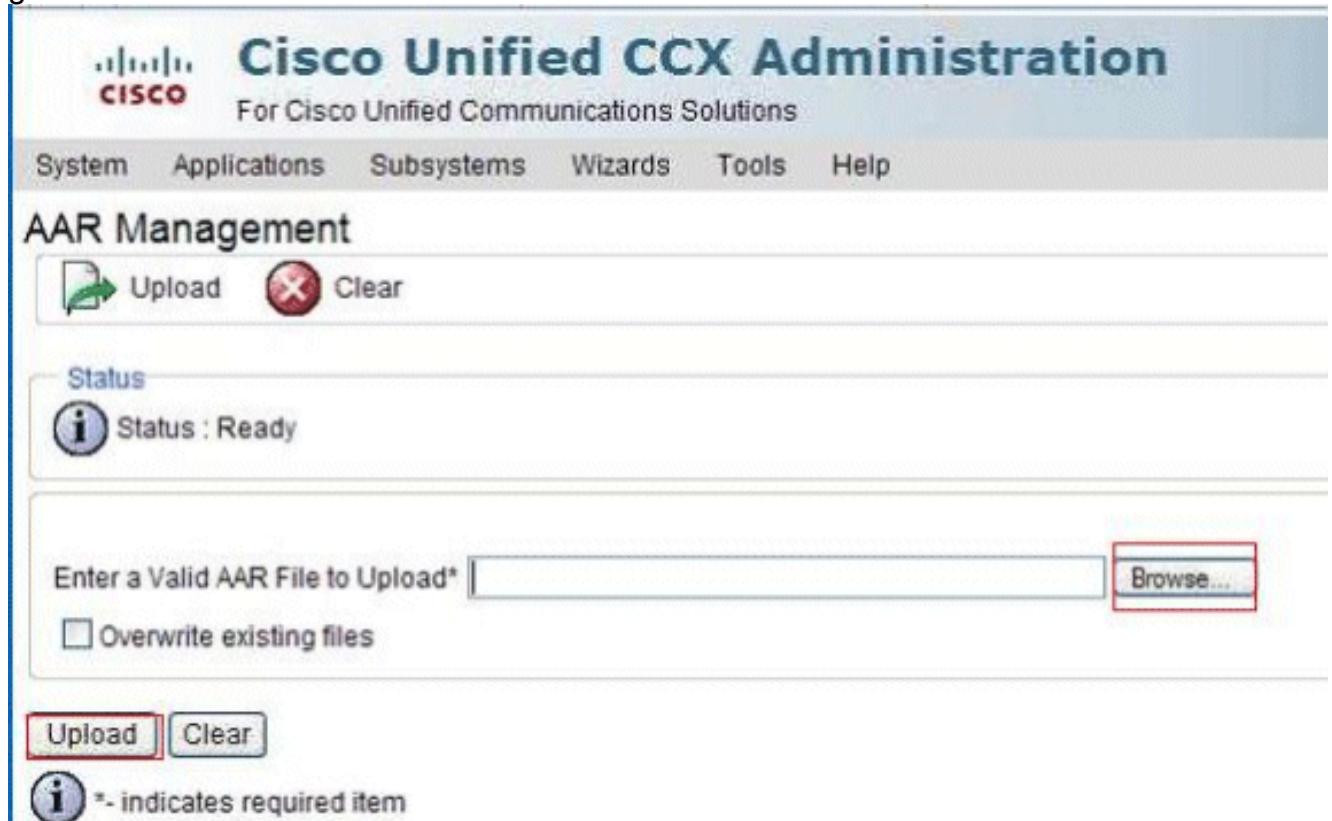 g
Cisco Unified CCX Administration
CISCO
For Cisco Unified Communications Solutions
System Applications Subsystems Wizards Tools Help
AAR Management
Upload Clear
Status
Status : Ready
Enter a Valid AAR File to Upload* Browse...
Overwrite existing files
Upload Clear
*- indicates required item